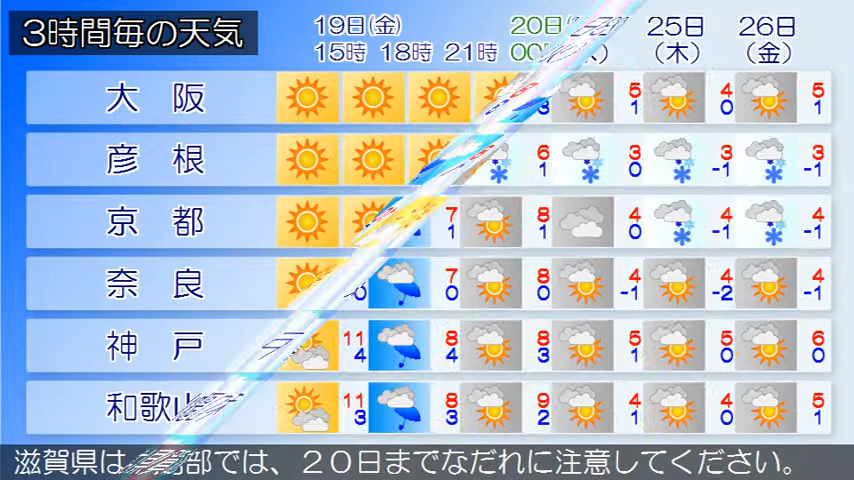 3時間毎の天気
19日(金) 20日 25日 26日
15時 18時 21時 (木) (金)
大阪 3 5 1 4 0 5 1
彦根 6 1 3 0 3 -1 3 -1
京都 7 1 8 1 4 0 4 -1 4 -1
奈良 0 7 0 8 0 4 -1 4 -2 4 -1
神戸 11 4 8 4 8 3 5 1 5 0 6 0
和歌山 11 3 8 3 9 2 4 1 4 0 5 1
滋賀県は、 部では、20日までなだれに注意してください。